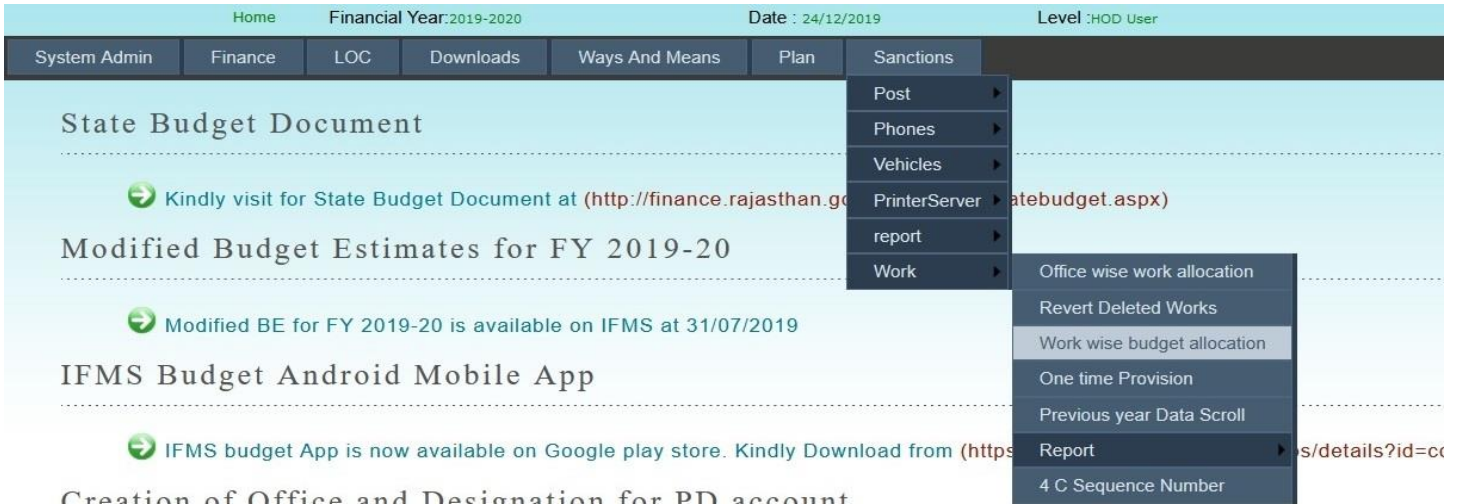 Home Financial Year:2019-2020 Date : 24/12/2019 Level :HOD User
System Admin Finance LOC Downloads Ways And Means Plan Sanctions
Post
State Budget Document
Phones
Vehicles
Kindly visit for State Budget Document at (http://finance.rajasthan.go PrinterServer atebudget.aspx)
report
Modified Budget Estimates for FY 2019-20
Work
Office wise work allocation
Revert Deleted Works
Modified BE for FY 2019-20 is available on IFMS at 31/07/2019
Work wise budget allocation
IFMS Budget Android Mobile App
One time Provision
Previous year Data Scroll
IFMS budget App is now available on Google play store. Kindly Download from (https Report s/details?id=co
4 C Sequence Number
Creation of Office and Designation for PD account